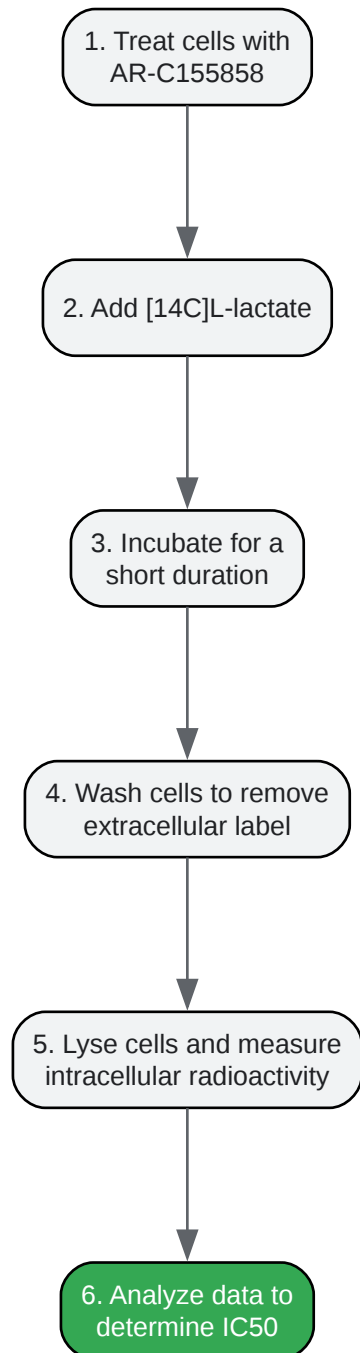 1. Treat cells with
AR-C155858
2. Add [14C]L-lactate
3. Incubate for a
short duration
4. Wash cells to remove
extracellular label
5. Lyse cells and measure
intracellular radioactivity
6. Analyze data to
determine IC50